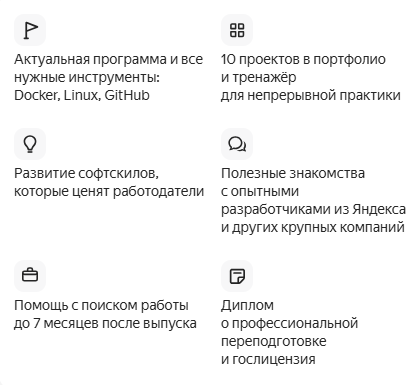 Актуальная программа и все
нужные инструменты:
Docker, Linux, GitHub
10 проектов в портфолио
и тренажёр
для непрерывной практики
Развитие софтскилов,
которые ценят работодатели
Полезные знакомства
с опытными
разработчиками из Яндекса
и других крупных компаний
Помощь с поиском работы
до 7 месяцев после выпуска
Диплом
о профессиональной
переподготовке
и гослицензия